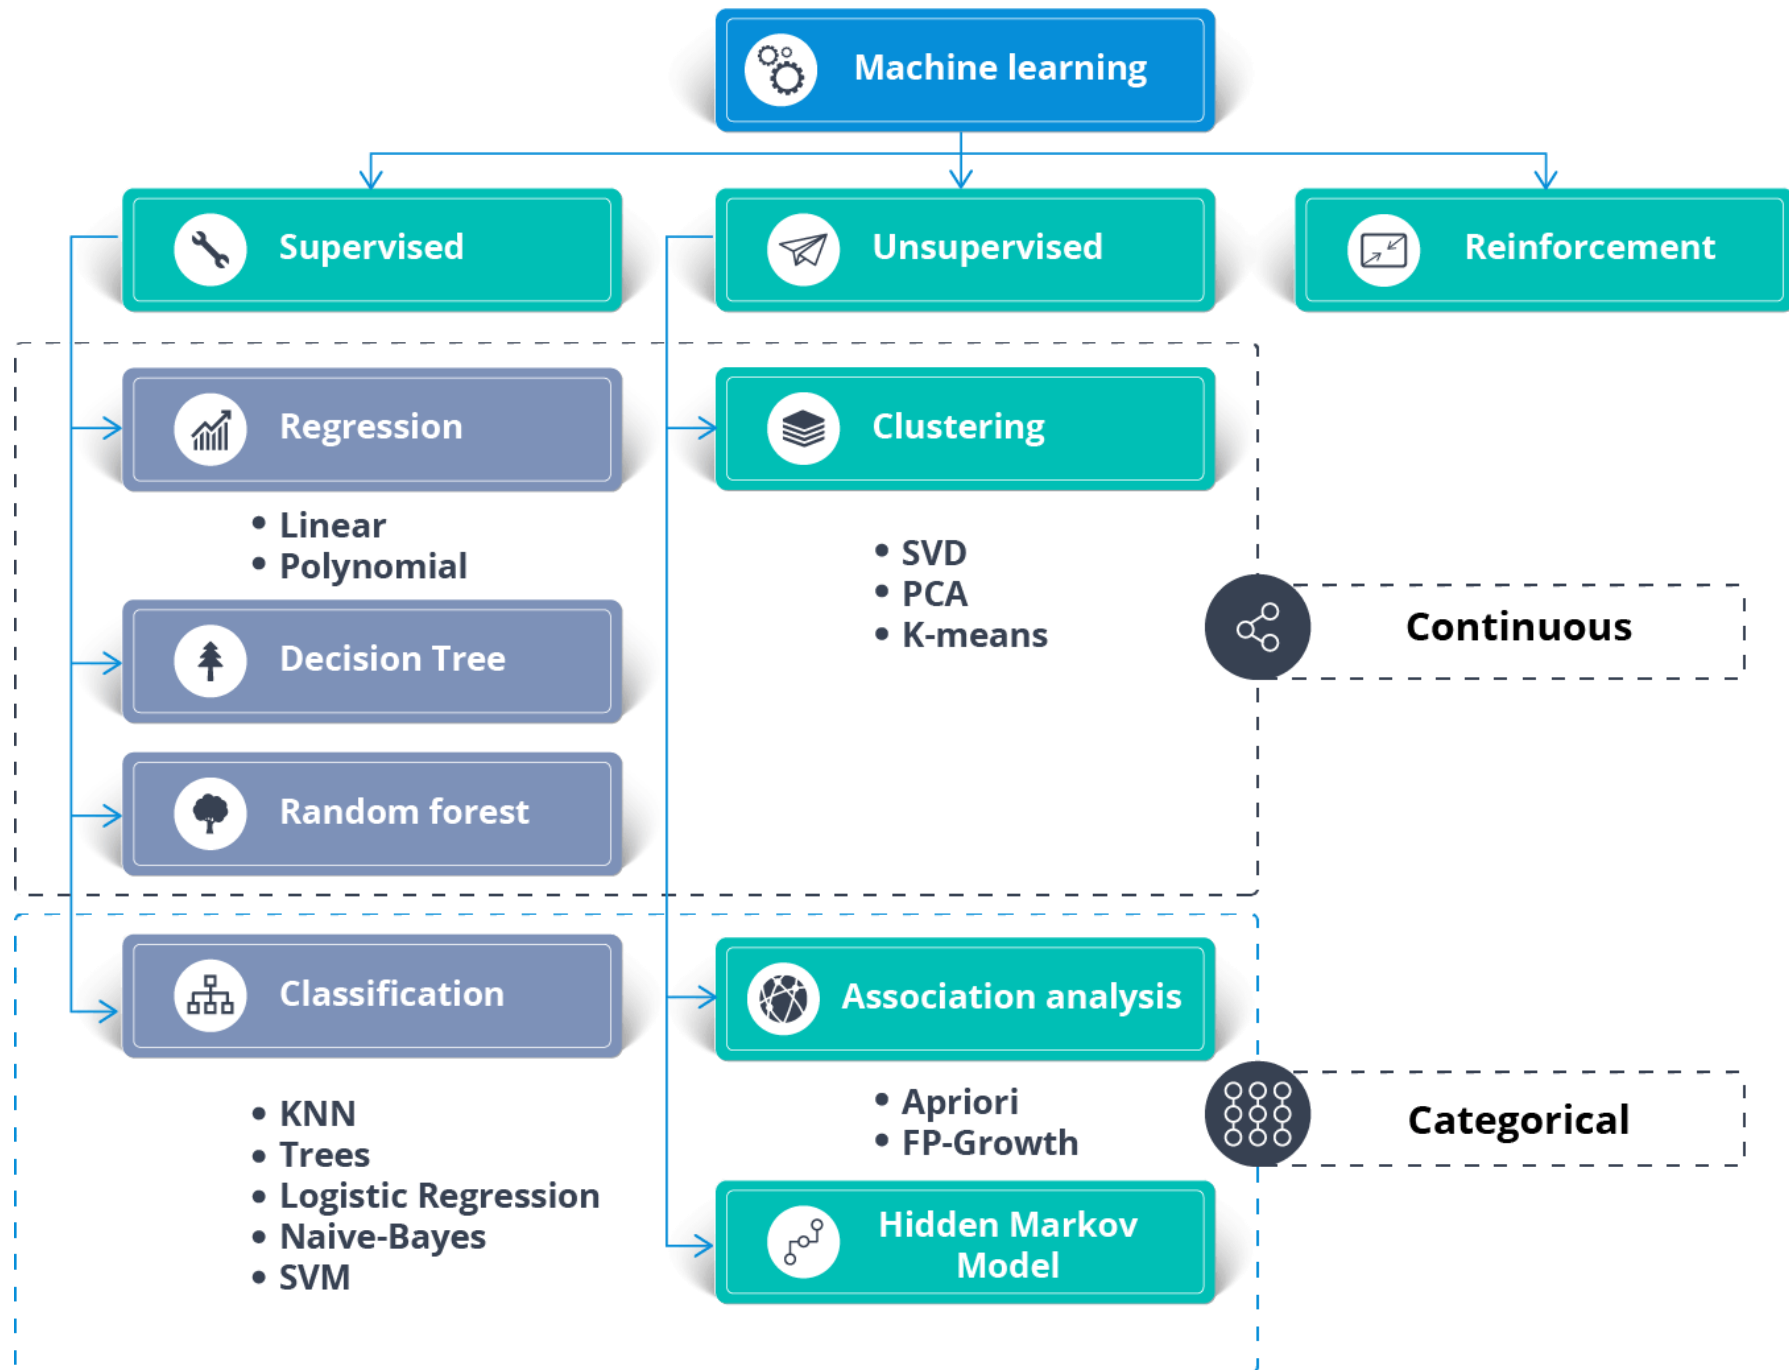 Machine learning
Supervised
Unsupervised
Reinforcement
Regression
• Linear
• Polynomial
Decision Tree
Random forest
Clustering
• SVD
• PCA
• K-means
Continuous
Classification
• KNN
• Trees
• Logistic Regression
• Naive-Bayes
• SVM
Association analysis
• Apriori
• FP-Growth
Hidden Markov
Model
Categorical